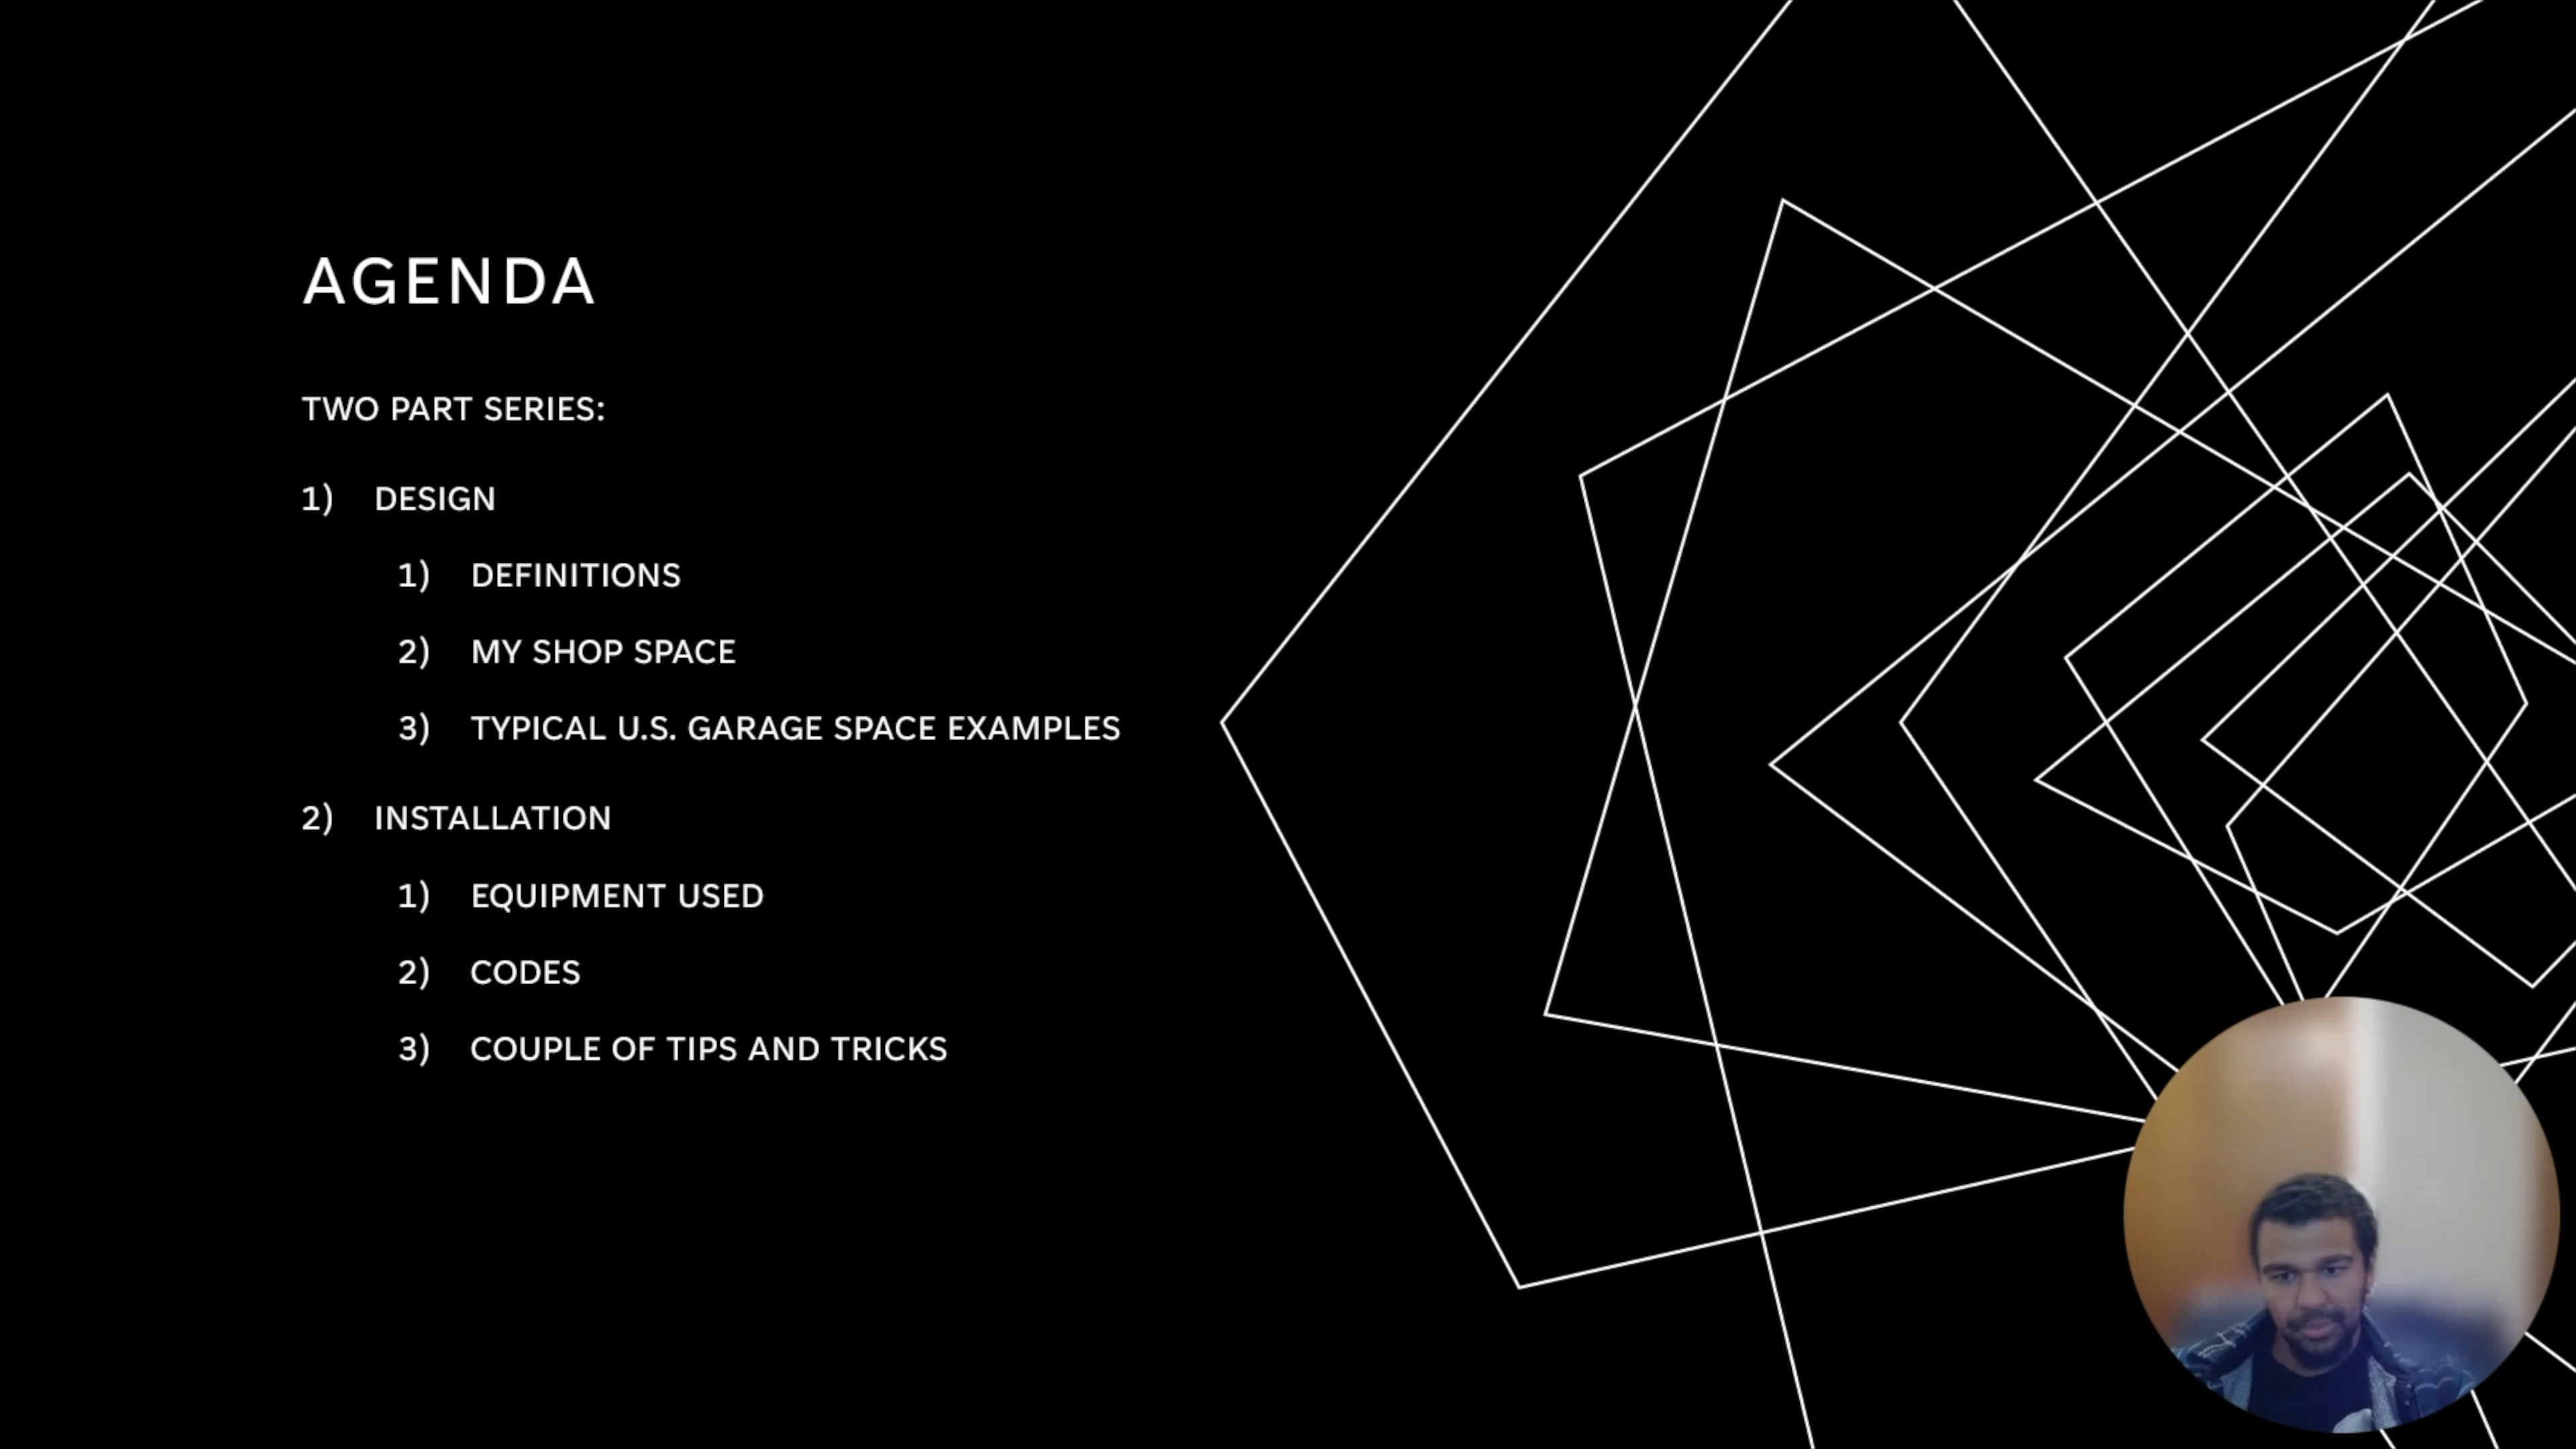 AGENDA
TWO PART SERIES:
1) DESIGN
1) DEFINITIONS
2) MY SHOP SPACE
3) TYPICAL U.S. GARAGE SPACE EXAMPLES
2) INSTALLATION
1) EQUIPMENT USED
2) CODES
3) COUPLE OF TIPS AND TRICKS